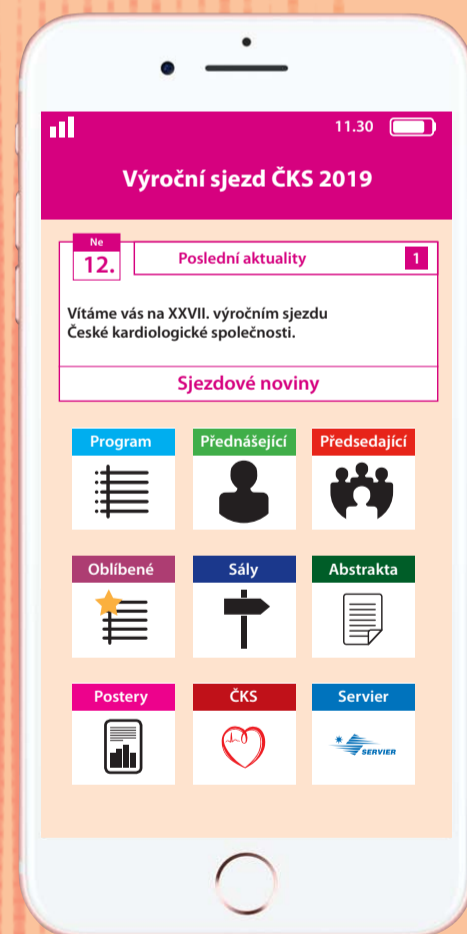 11.30
Výroční sjezd ČKS 2019
Ne
12.
Poslední aktuality
1
Vítáme vás na XXVII. výročním sjezdu
České kardiologické společnosti.
Sjezdové noviny
Program
Přednášející
Předsedající
Oblíbené
Sály
Abstrakta
Postery
ČKS
Servier
SERVIER